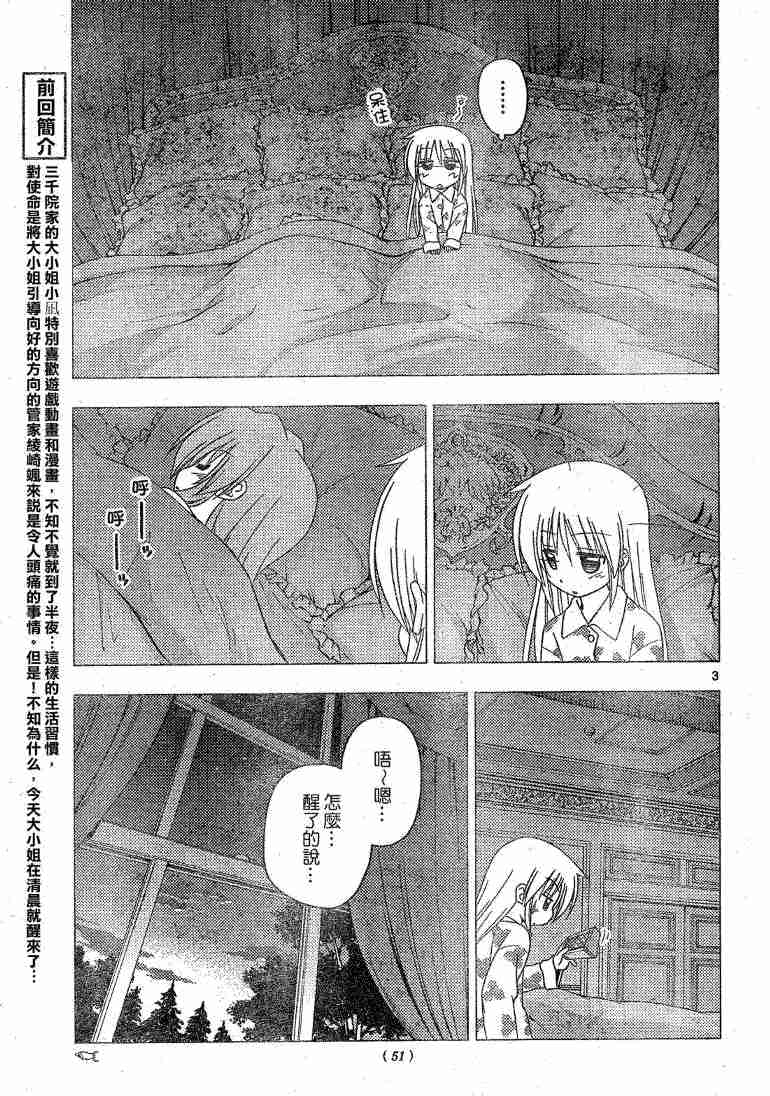 前回簡介
三千院家的大小姐小凪特別喜歡遊戲動畫和漫畫，不知不覺就到了半夜…這樣的生活習慣，
對使命是將大小姐引導向好的方向的管家綾崎颯來説是令人頭痛的事情。但是！不知為什么，今天大小姐在清晨就醒來了…
……
呆住
呼——ッ
呼——ッ
3
唔～嗯…
怎麼…
醒了的說…
（51）